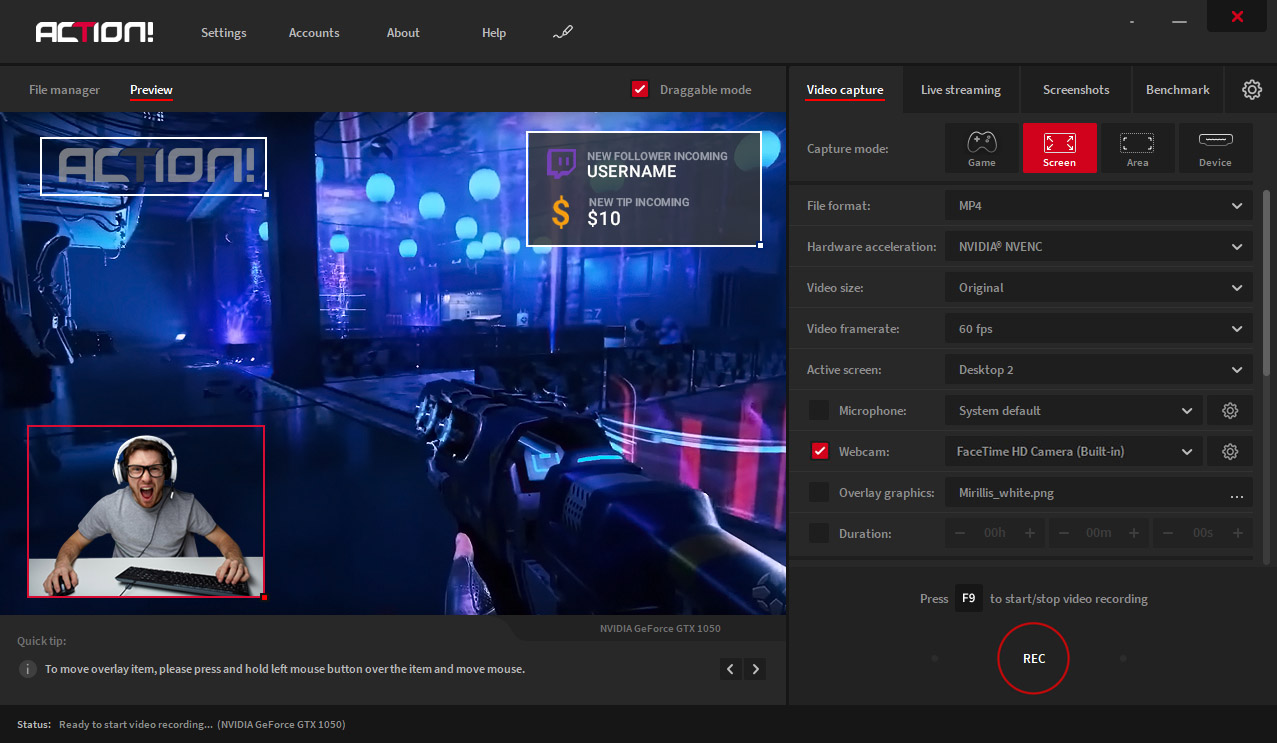 ACTION!
Settings
Accounts
About
Help
File manager
Preview
Draggable mode
ACTION!
NEW FOLLOWER INCOMING
USERNAME
NEW TIP INCOMING
$10
NVIDIA GeForce GTX 1050
Quick tip:
To move overlay item, please press and hold left mouse button over the item and move mouse.
Video capture
Live streaming
Screenshots
Benchmark
Capture mode:
Game
Screen
Area
Device
File format:
MP4
Hardware acceleration:
NVIDIA® NVENC
Video size:
Original
Video framerate:
60 fps
Active screen:
Desktop 2
Microphone:
System default
Webcam:
FaceTime HD Camera (Built-in)
Overlay graphics:
Mirillis_white.png
...
Duration:
00h
00m
00s
Press F9 to start/stop video recording
REC
Status: Ready to start video recording... (NVIDIA GeForce GTX 1050)